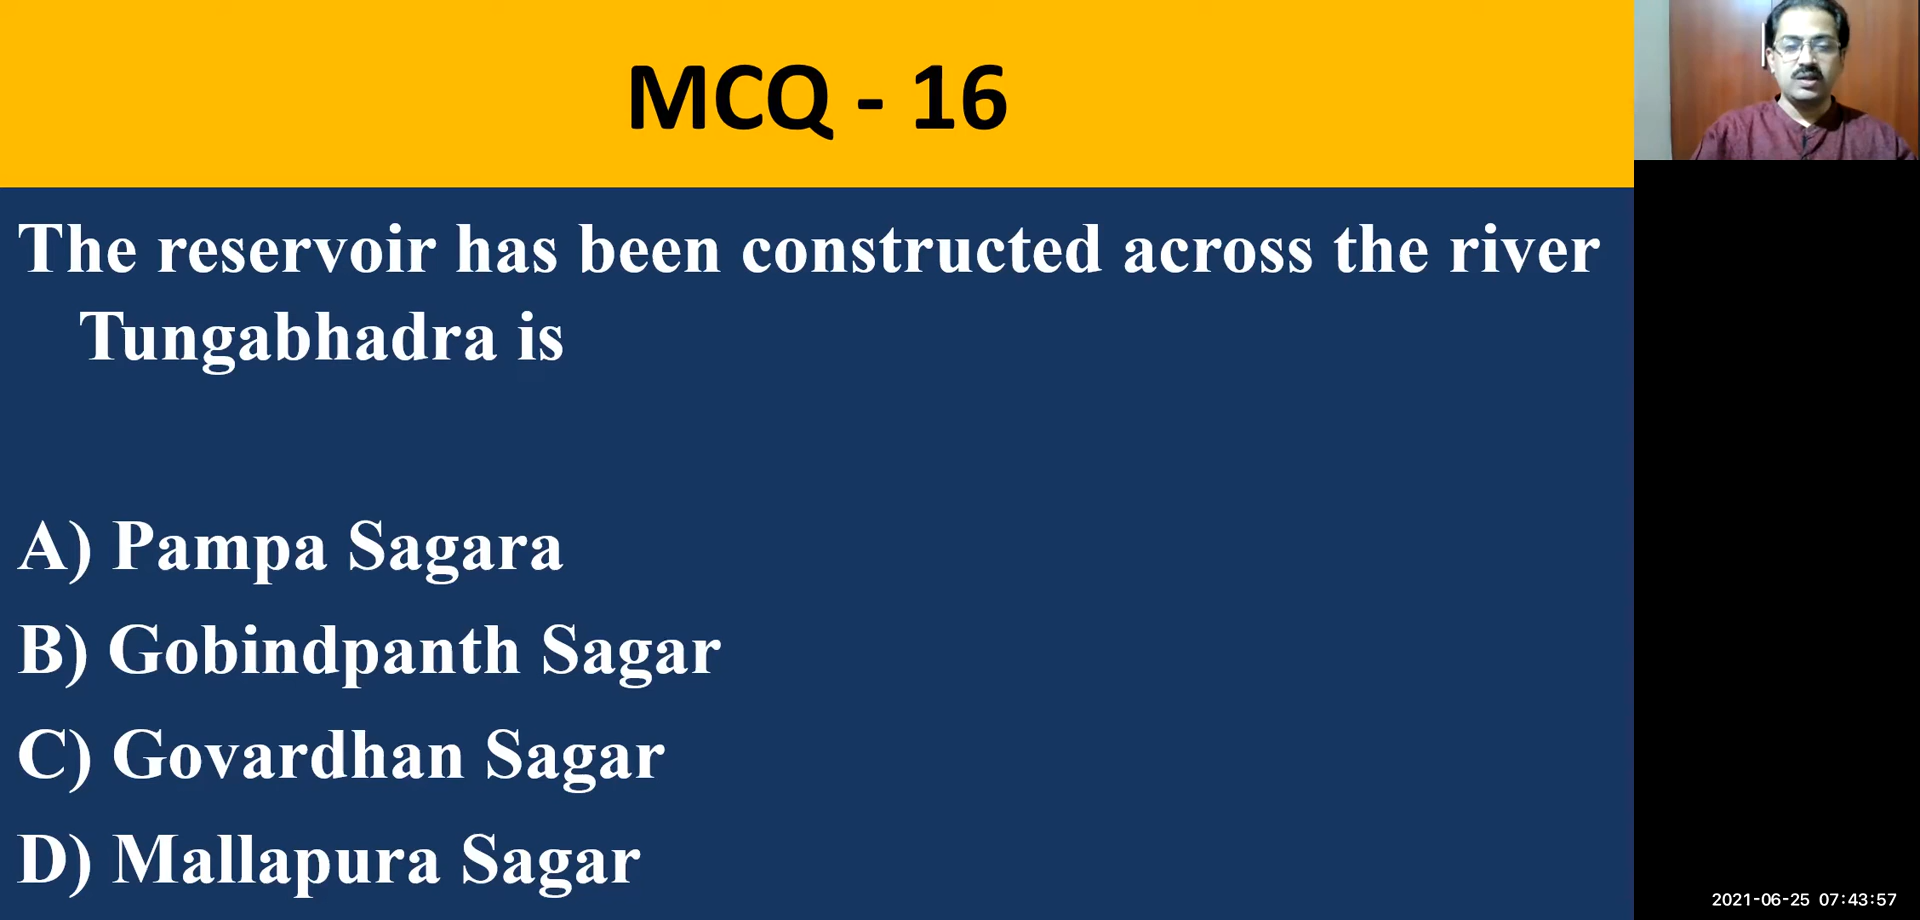 MCQ - 16
The reservoir has been constructed across the river
Tungabhadra is
A) Pampa Sagara
B) Gobindpanth Sagar
C) Govardhan Sagar
D) Mallapura Sagar
2021-06-25 07:43:57